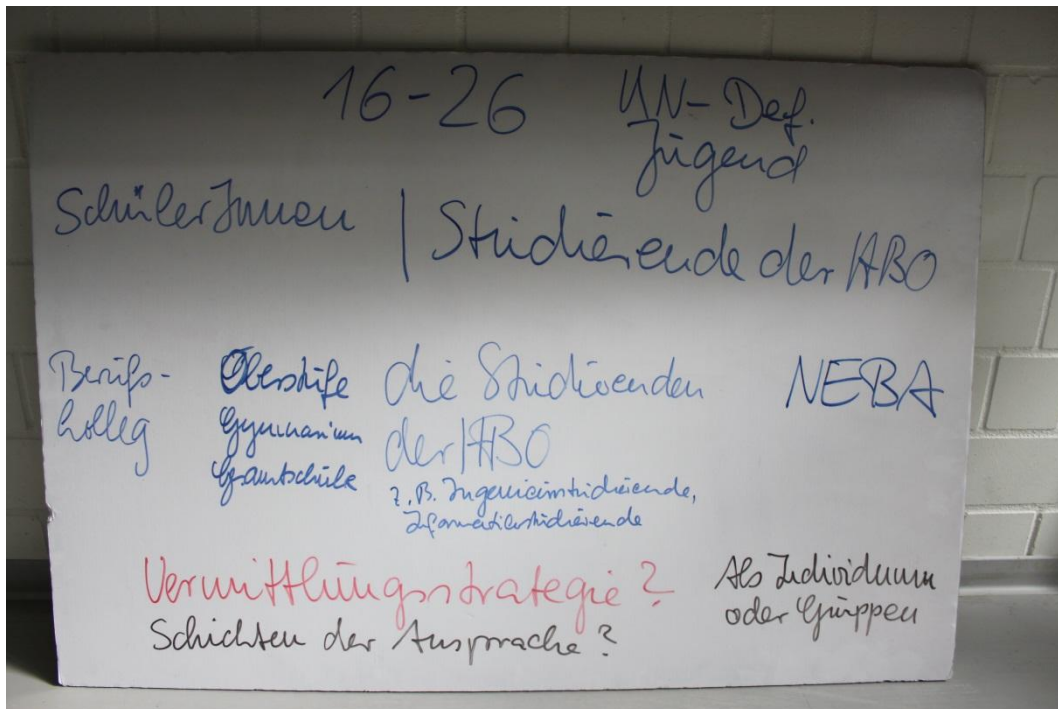 16-26
UN-Def.
Jugend
SchülerInnen | Studierende der HBO
Berufs-
kolleg
Oberstufe
Gymnasium
Gesamtschule
die Studierenden
der HBO
z.B. Ingenieurstudierende,
Informatikstudierende
NEBA
Vermittlungsstrategie?
Schichten der Ansprache?
Als Individuum
oder Gruppen